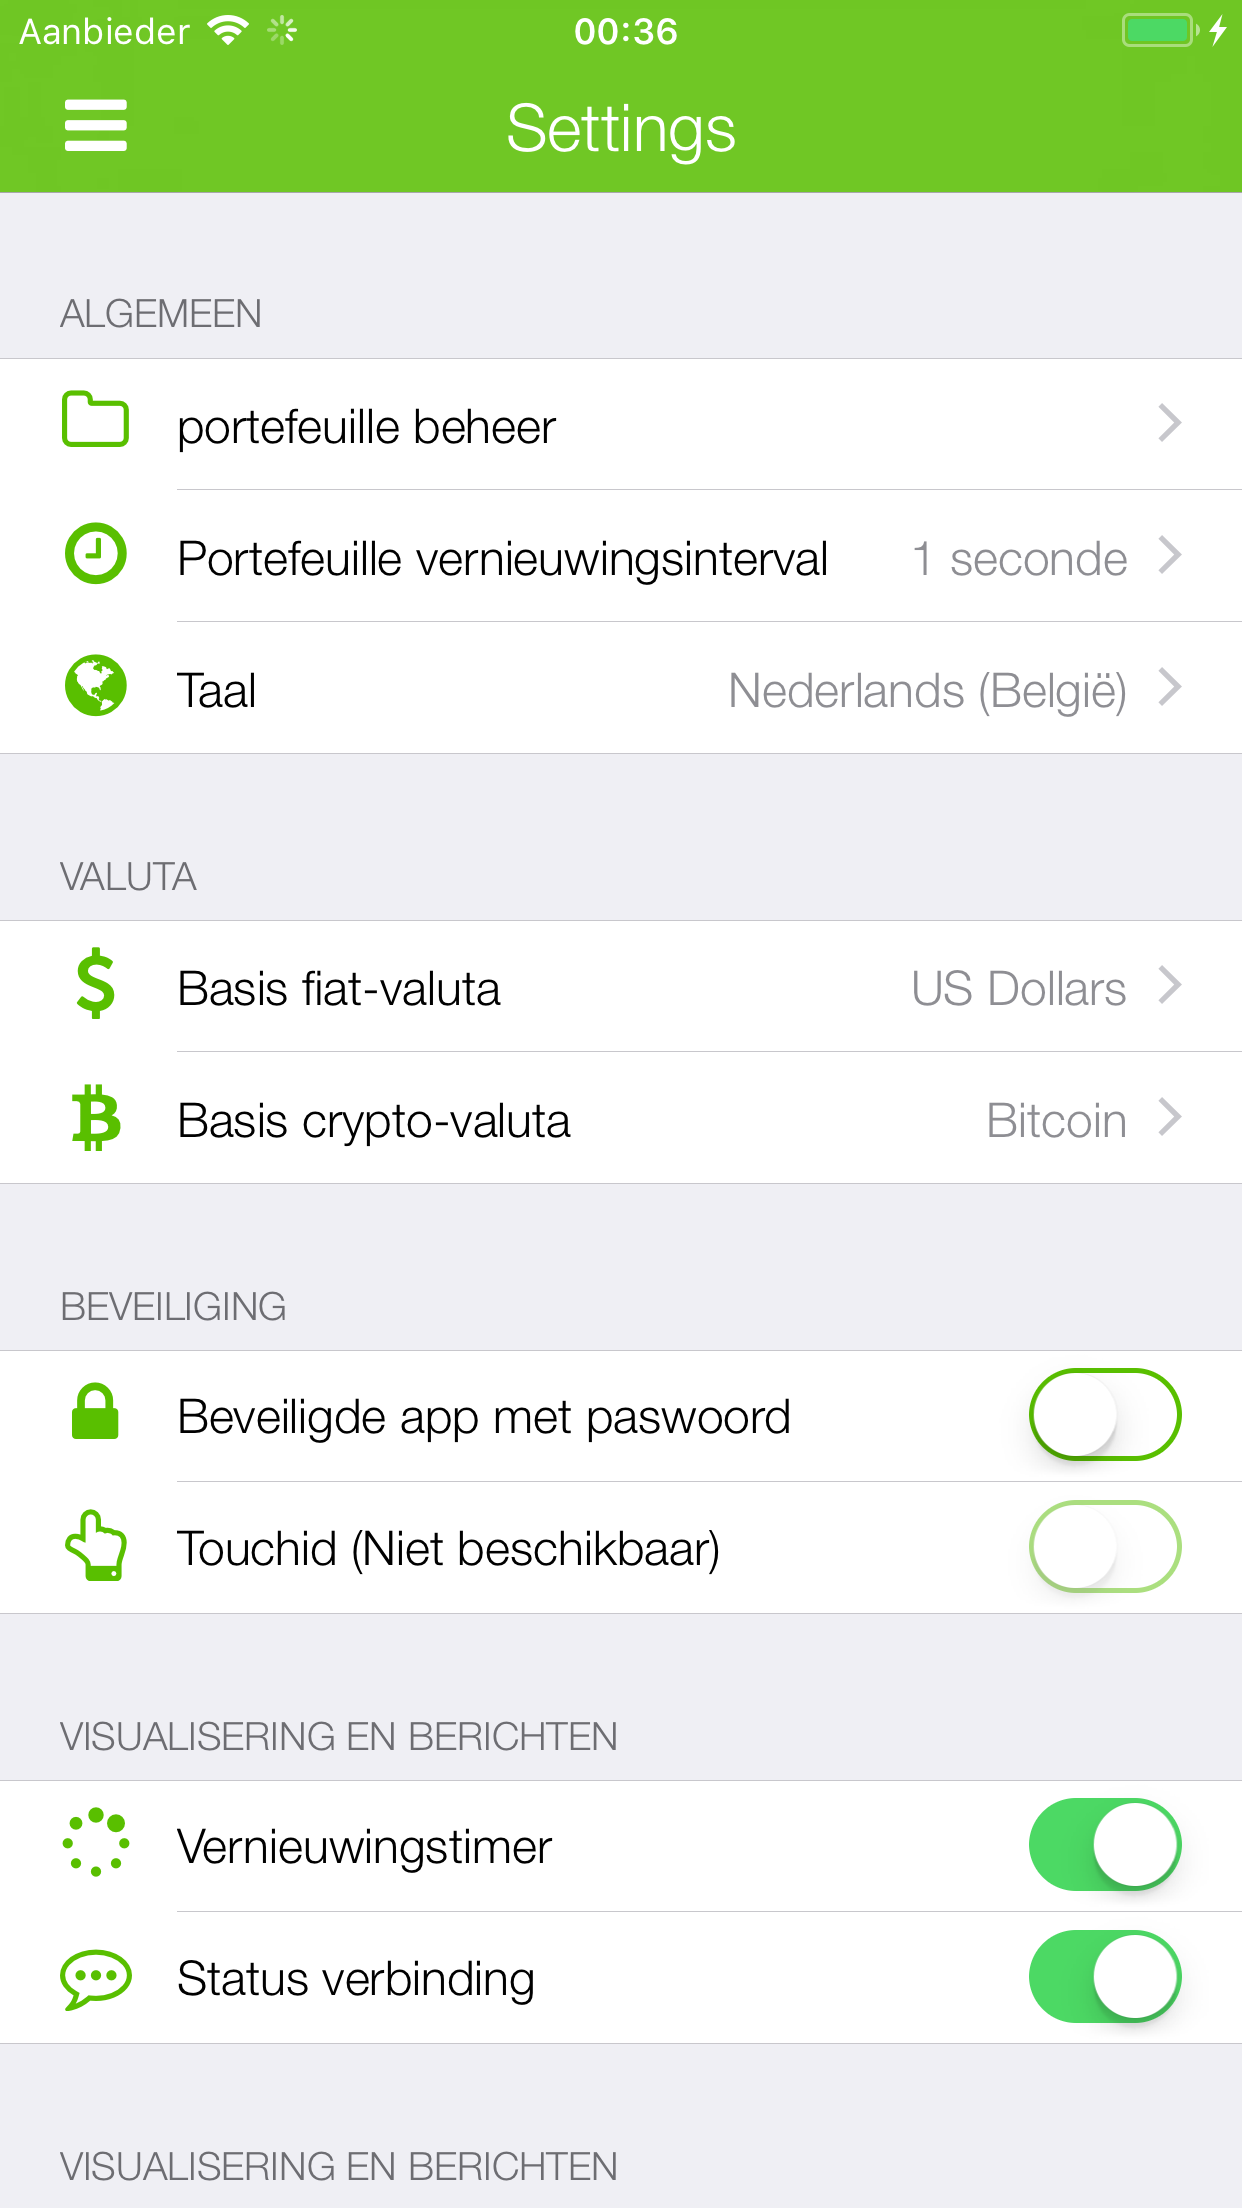 Aanbieder 00:36
Settings
ALGEMEEN
portefeuille beheer
Portefeuille vernieuwingsinterval 1 seconde
Taal Nederlands (België)
VALUTA
Basis fiat-valuta US Dollars
Basis crypto-valuta Bitcoin
BEVEILIGING
Beveiligde app met paswoord
Touchid (Niet beschikbaar)
VISUALISERING EN BERICHTEN
Vernieuwingstimer
Status verbinding
VISUALISERING EN BERICHTEN